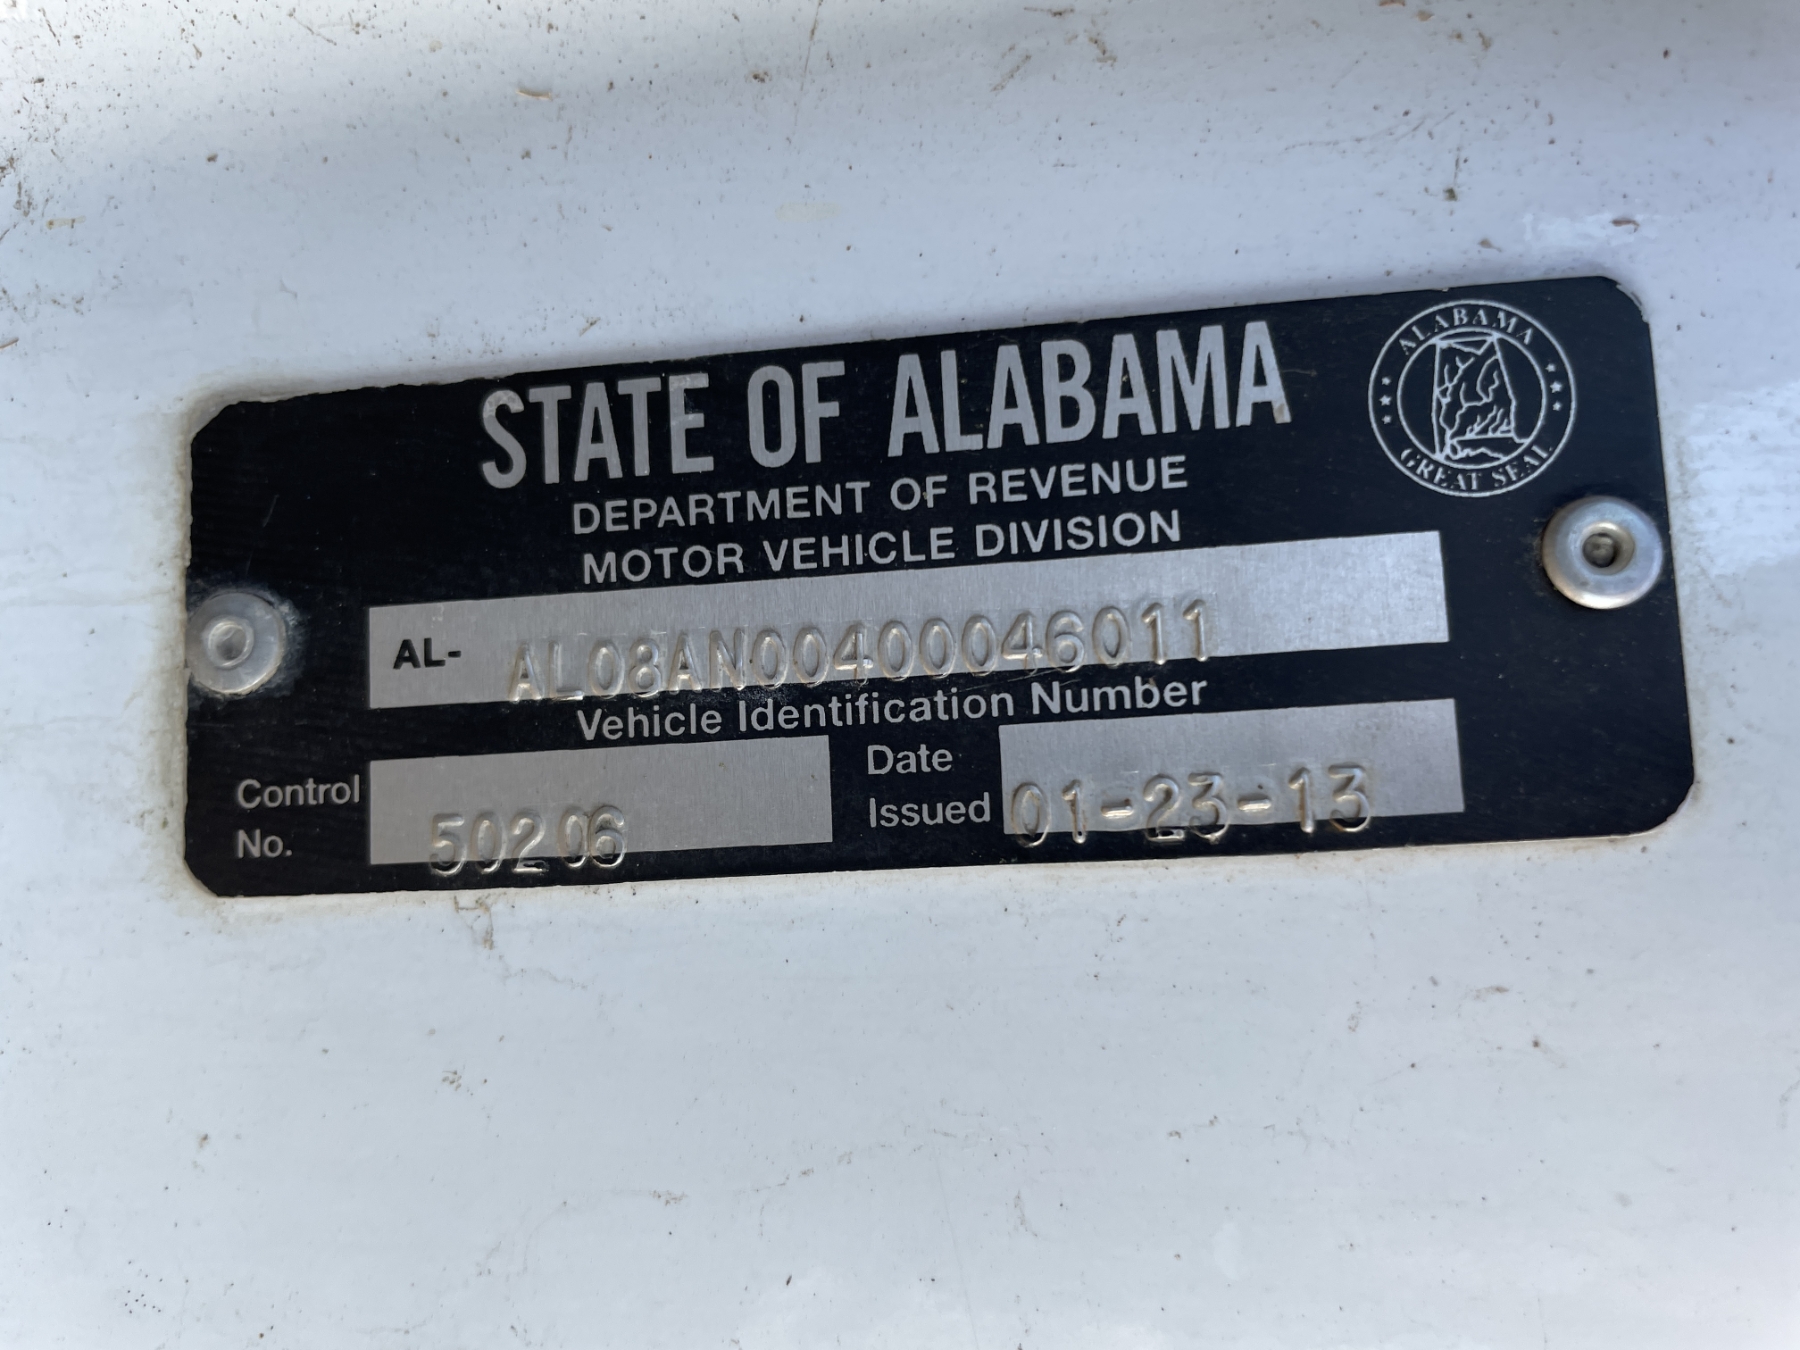 STATE OF ALABAMA
DEPARTMENT OF REVENUE
MOTOR VEHICLE DIVISION
ALABAMA
GREAT SEAL
AL- AL08AN00400046011
Vehicle Identification Number
Control No. 50206
Date Issued 01-23-13